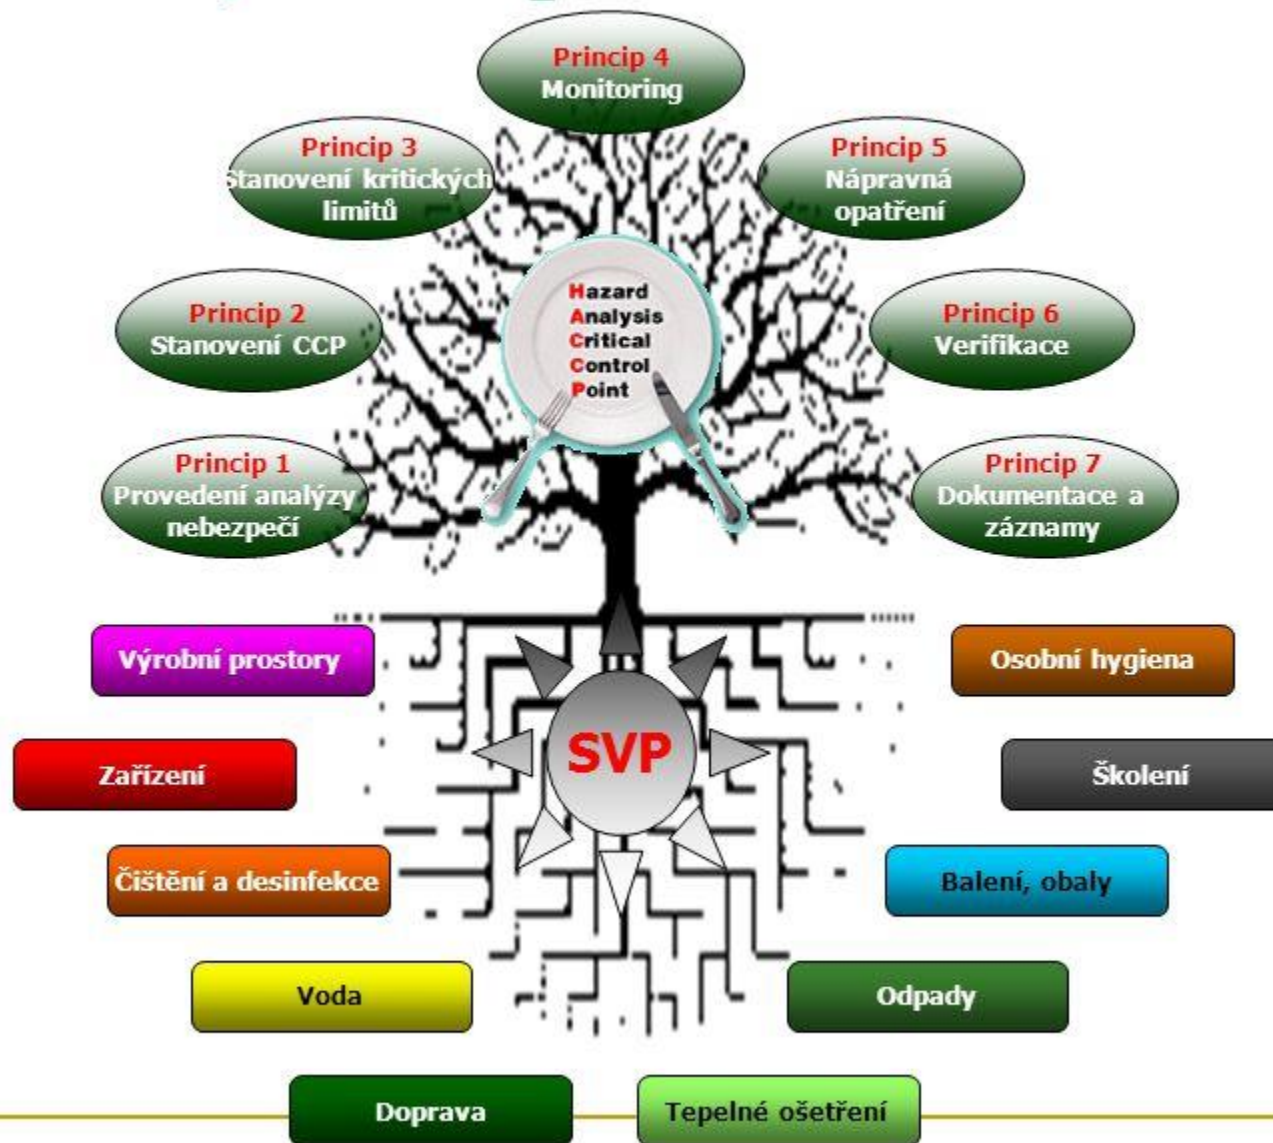 Princip 4
Monitoring
Princip 3
Stanovení kritických
limitů
Princip 5
Nápravná
opatření
Princip 2
Stanovení CCP
Hazard
Analysis
Critical
Control
Point
Princip 6
Verifikace
Princip 1
Provedení analýzy
nebezpečí
Princip 7
Dokumentace a
záznamy
Výrobní prostory
Osobní hygiena
SVP
Zařízení
Školení
Čištění a desinfekce
Balení, obaly
Voda
Odpady
Doprava
Tepelné ošetření